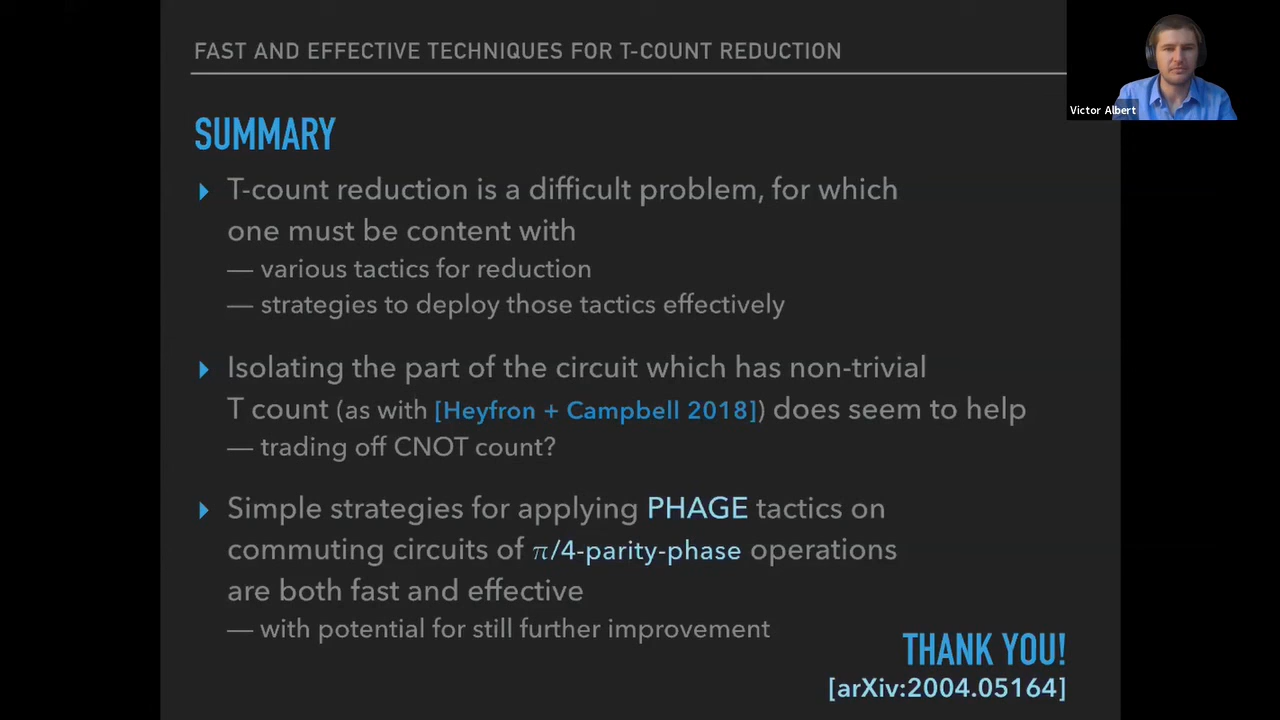 FAST AND EFFECTIVE TECHNIQUES FOR T-COUNT REDUCTION
Victor Albert
SUMMARY
T-count reduction is a difficult problem, for which
one must be content with
— various tactics for reduction
— strategies to deploy those tactics effectively
Isolating the part of the circuit which has non-trivial
T count (as with [Heyfron + Campbell 2018]) does seem to help
— trading off CNOT count?
Simple strategies for applying PHAGE tactics on
commuting circuits of π/4-parity-phase operations
are both fast and effective
— with potential for still further improvement
THANK YOU!
[arXiv:2004.05164]